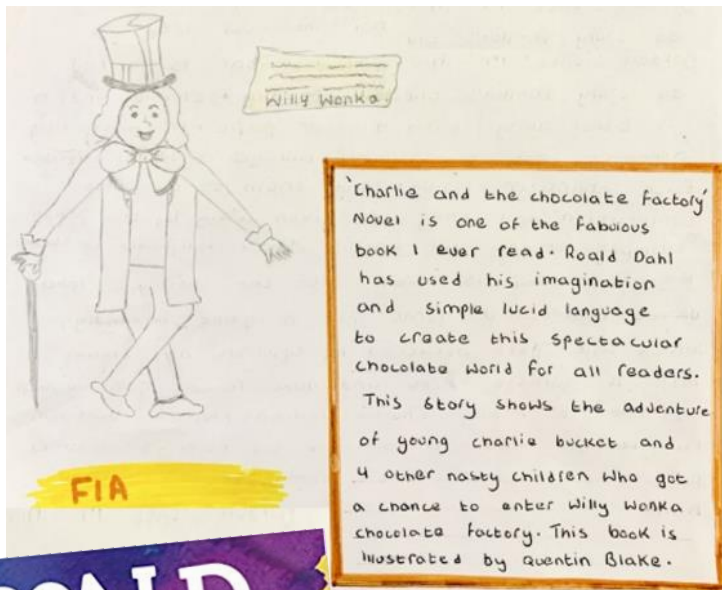 Willy Wonka.
'Charlie and the chocolate Factory'
Novel is one of the Fabulous
book I ever read. Roald Dahl
has used his imagination
and simple lucid language
to create this spectacular
chocolate world for all readers.
This story shows the adventure
of young charlie bucket and
4 other nasty children who got
a chance to enter Willy Wonka
chocolate factory. This book is
illustrated by Quentin Blake.
FIA